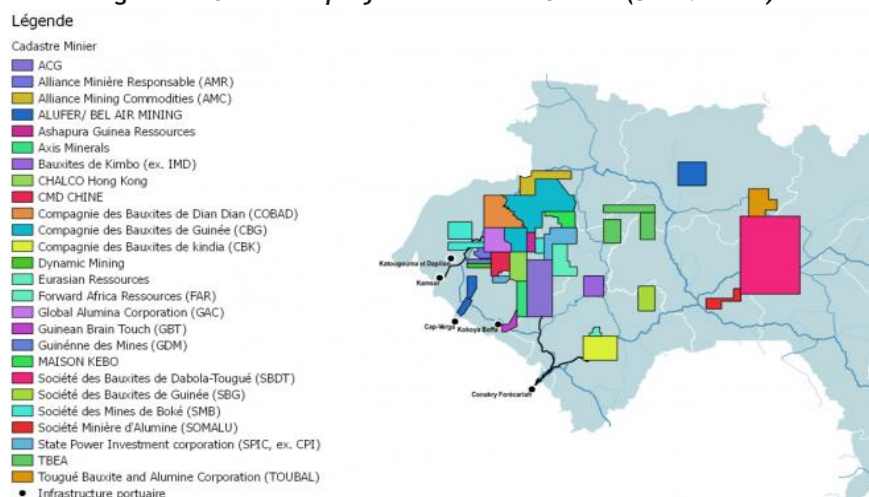 Légende
Cadastre Minier
ACG
Alliance Minière Responsable (AMR)
Alliance Mining Commodities (AMC)
ALUFER/ BEL AIR MINING
Ashapura Guinea Ressources
Axis Minerals
Bauxites de Kimbo (ex. IMD)
CHALCO Hong Kong
CMD CHINE
Compagnie des Bauxites de Dian Dian (COBAD)
Compagnie des Bauxites de Guinée (CBG)
Compagnie des Bauxites de kindia (CBK)
Dynamic Mining
Eurasian Ressources
Forward Africa Ressources (FAR)
Global Alumina Corporation (GAC)
Guinean Brain Touch (GBT)
Guinénne des Mines (GDM)
MAISON KEBO
Société des Bauxites de Dabola-Tougué (SBDT)
Société des Bauxites de Guinée (SBG)
Société des Mines de Boké (SMB)
Société Minière d'Alumine (SOMALU)
State Power Investment corporation (SPIC, ex. CPI)
TBEA
Tougué Bauxite and Alumine Corporation (TOUBAL)
Infrastructure portuaire
Katougouma et Dapilon
Kamsar
Cap-Verga
Kokaya Boffa
Conakry Forécariah